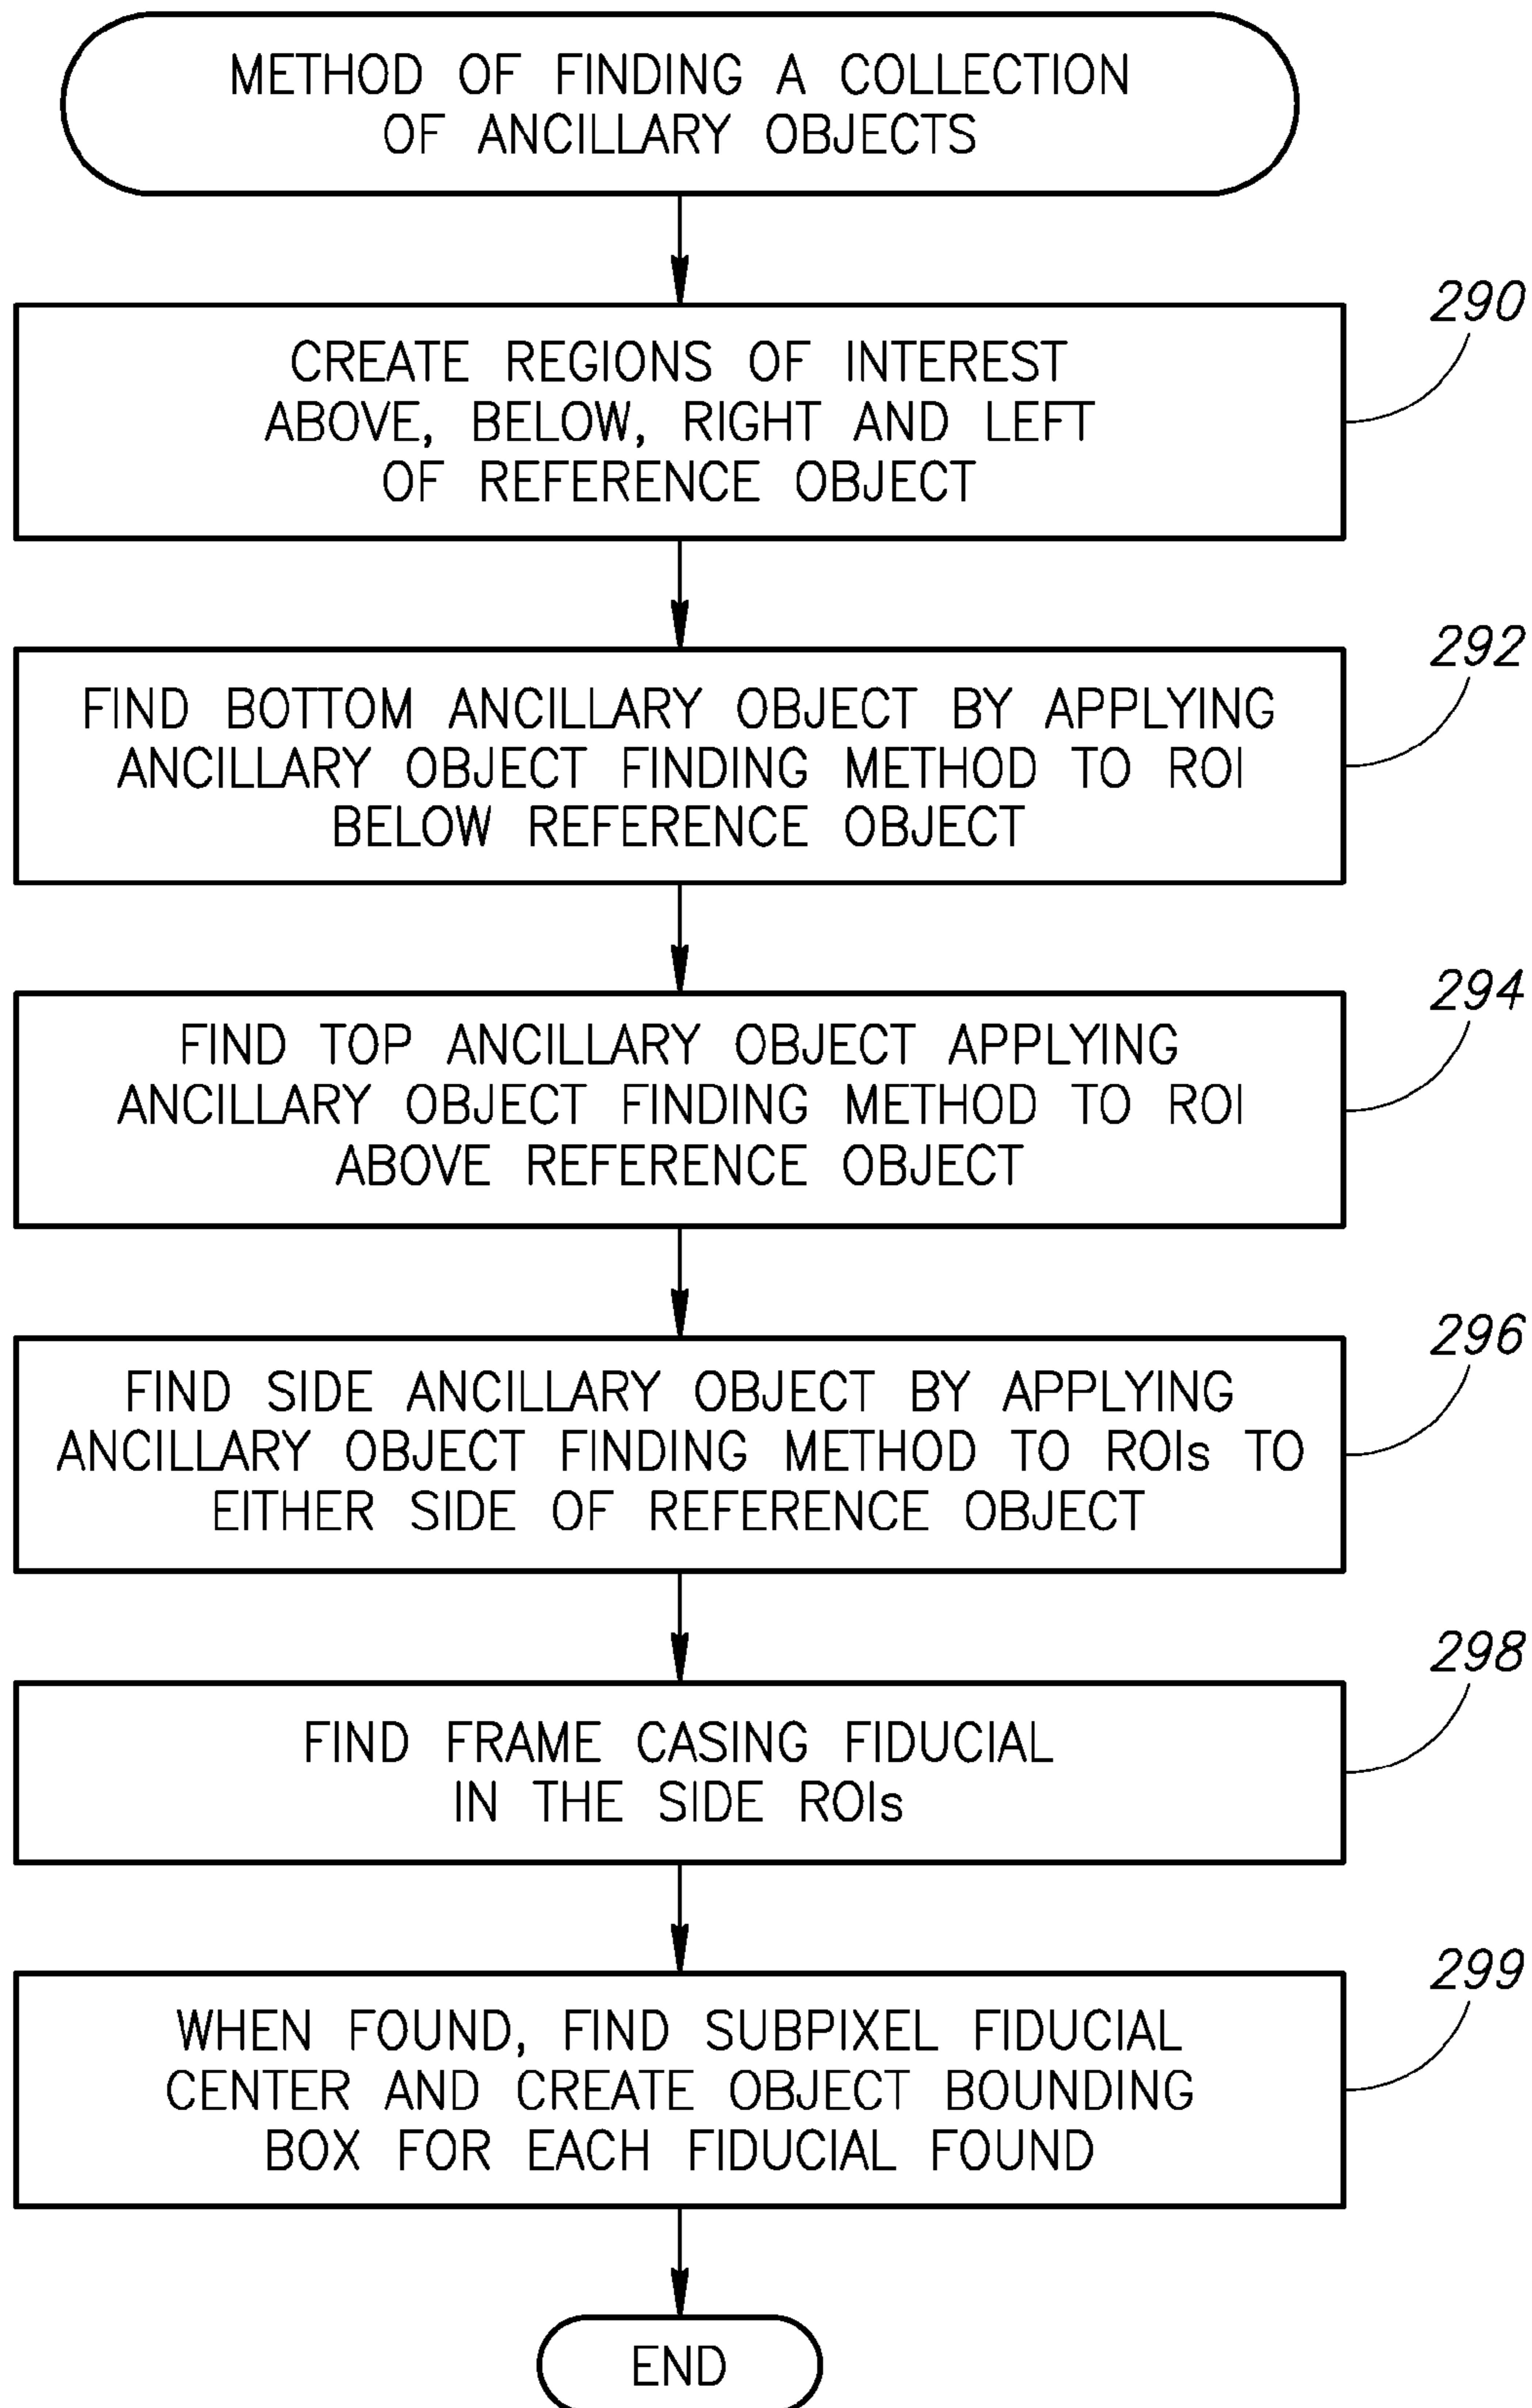 METHOD OF FINDING A COLLECTION
OF ANCILLARY OBJECTS
290
CREATE REGIONS OF INTEREST
ABOVE, BELOW, RIGHT AND LEFT
OF REFERENCE OBJECT
292
FIND BOTTOM ANCILLARY OBJECT BY APPLYING
ANCILLARY OBJECT FINDING METHOD TO ROI
BELOW REFERENCE OBJECT
294
FIND TOP ANCILLARY OBJECT APPLYING
ANCILLARY OBJECT FINDING METHOD TO ROI
ABOVE REFERENCE OBJECT
296
FIND SIDE ANCILLARY OBJECT BY APPLYING
ANCILLARY OBJECT FINDING METHOD TO ROIs TO
EITHER SIDE OF REFERENCE OBJECT
298
FIND FRAME CASING FIDUCIAL
IN THE SIDE ROIs
299
WHEN FOUND, FIND SUBPIXEL FIDUCIAL
CENTER AND CREATE OBJECT BOUNDING
BOX FOR EACH FIDUCIAL FOUND
END